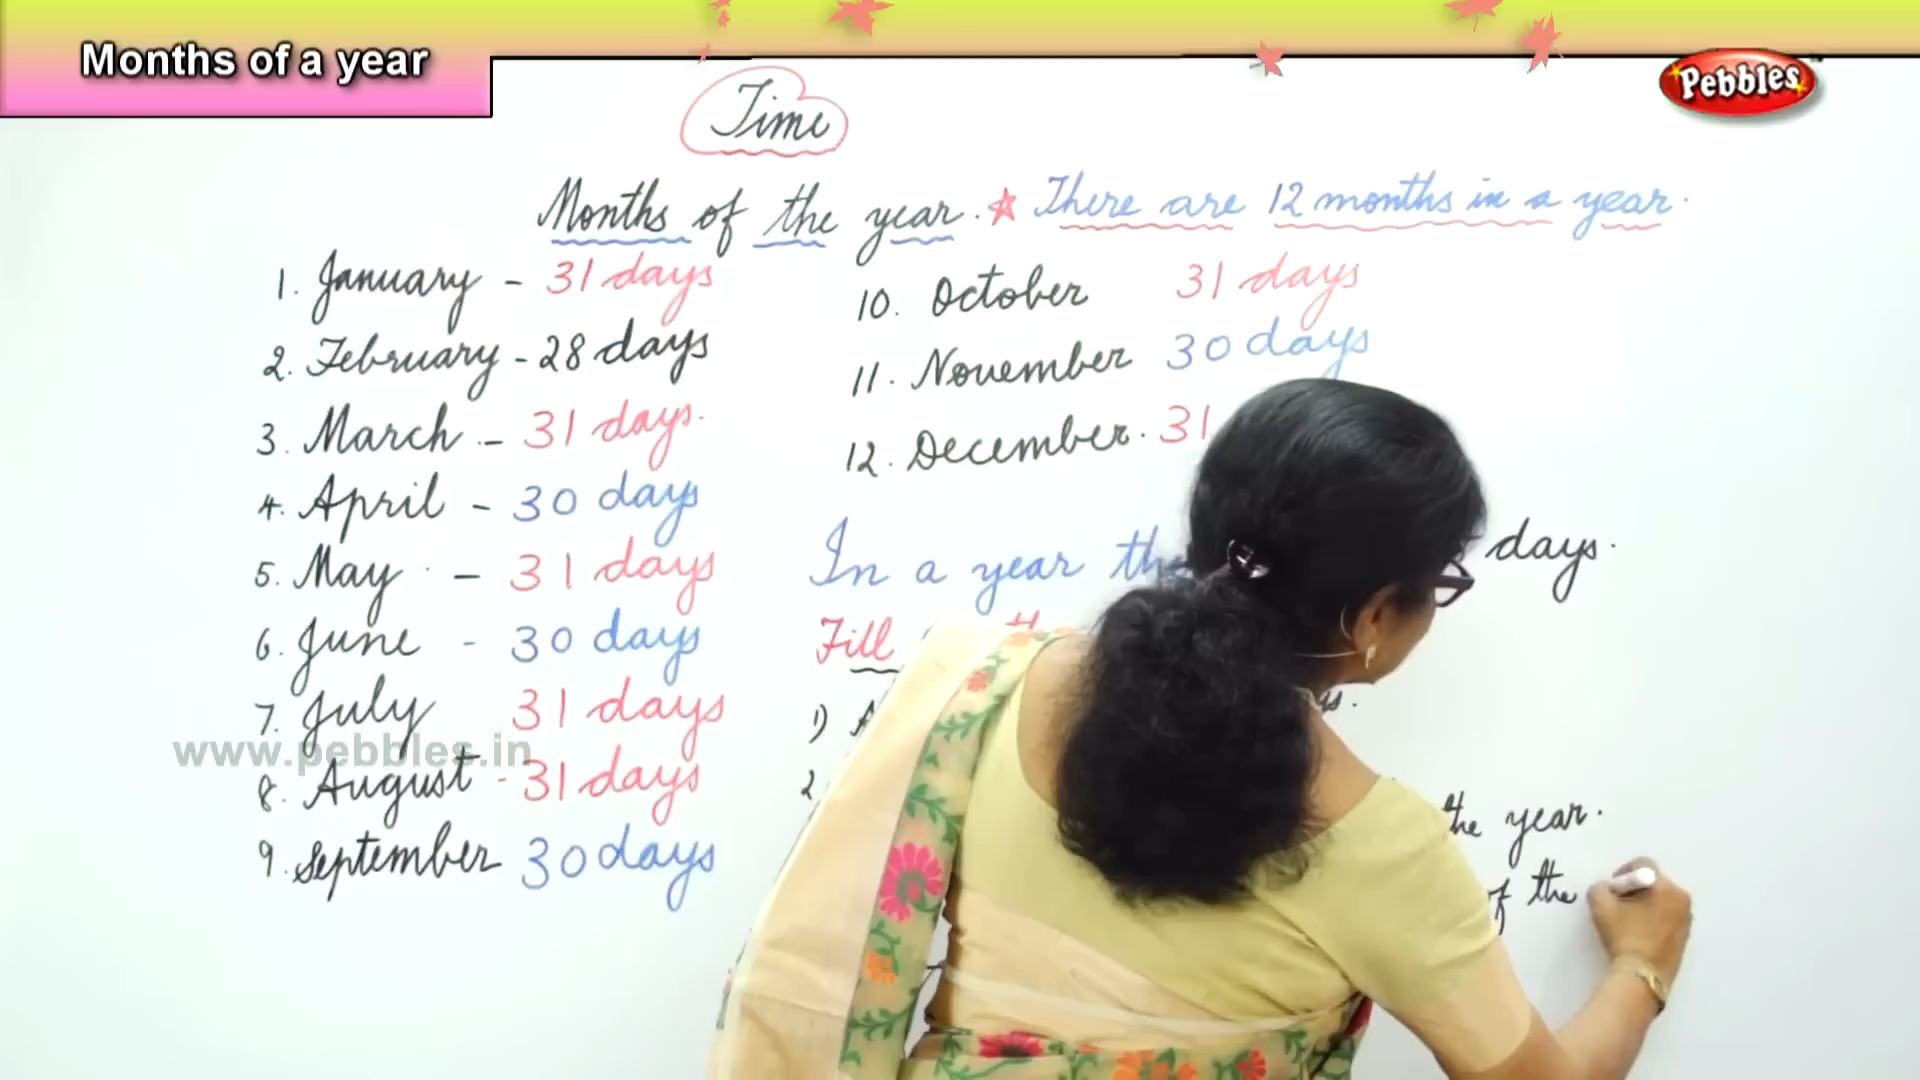 Months of a year
Pebbles
Time
Months of the year. There are 12 months in a year.
1. January - 31 days
2. February - 28 days
3. March - 31 days.
4. April - 30 days
5. May - 31 days
6. June - 30 days
7. July 31 days
8. August - 31 days
9. September 30 days
www.pebbles.in
10. October 31 days
11. November 30 days
12. December. 31
In a year days.
Fill
1)
2
the year.
of the